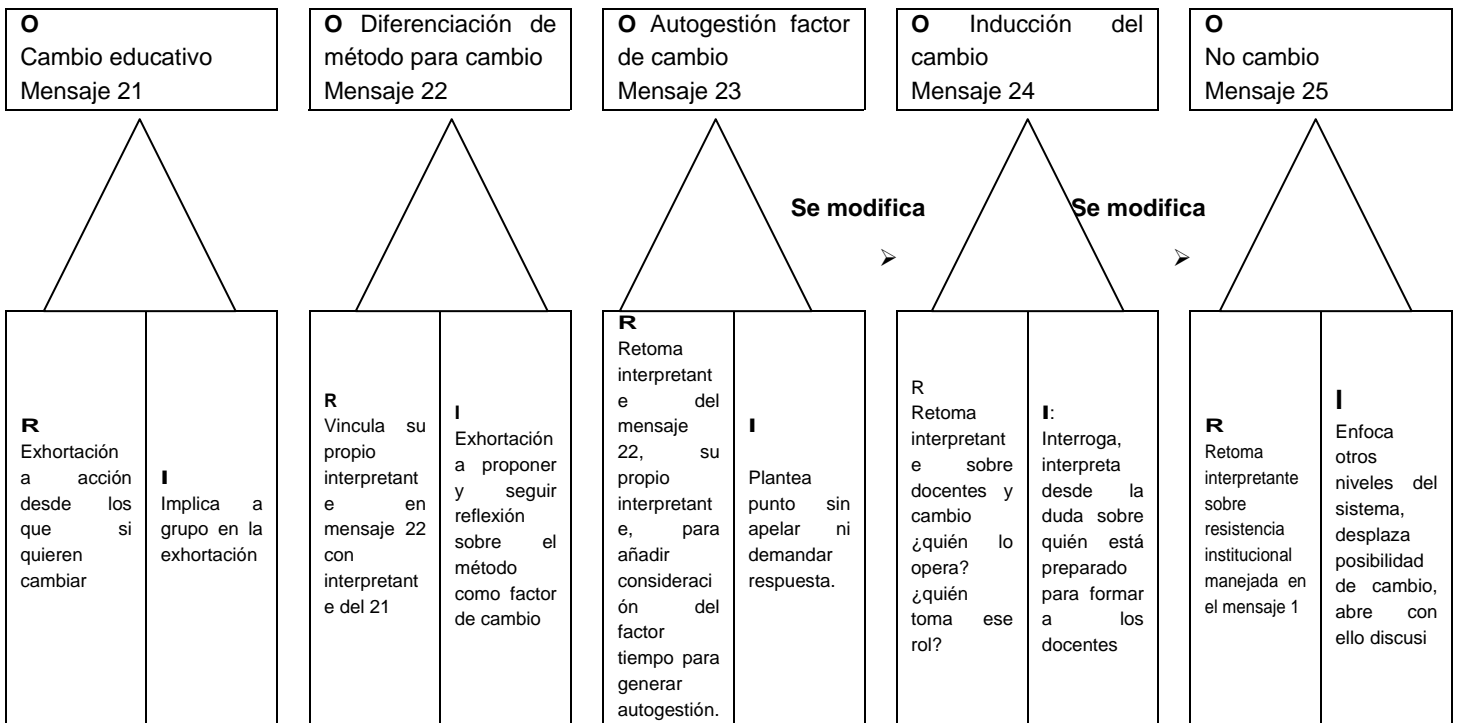 O
Cambio educativo
Mensaje 21
O Diferenciación de
método para cambio
Mensaje 22
O Autogestión factor
de cambio
Mensaje 23
O Inducción del
cambio
Mensaje 24
O
No cambio
Mensaje 25
Se modifica
➢
Se modifica
➢
R
Exhortación
a acción
desde los
que si
quieren
cambiar
I
Implica a
grupo en la
exhortación
R
Vincula su
propio
interpretant
e en
mensaje 22
con
interpretant
e del 21
I
Exhortación
a proponer
y seguir
reflexión
sobre el
método
como factor
de cambio
R
Retoma
interpretant
e del
mensaje
22, su
propio
interpretant
e, para
añadir
consideraci
ón del
factor
tiempo para
generar
autogestión.
I
Plantea
punto sin
apelar ni
demandar
respuesta.
R
Retoma
interpretant
e sobre
docentes y
cambio
¿quién lo
opera?
¿quién
toma ese
rol?
I:
Interroga,
interpreta
desde la
duda sobre
quién está
preparado
para formar
a los
docentes
R
Retoma
interpretante
sobre
resistencia
institucional
manejada en
el mensaje 1
I
Enfoca
otros
niveles del
sistema,
desplaza
posibilidad
de cambio,
abre con
ello discusi